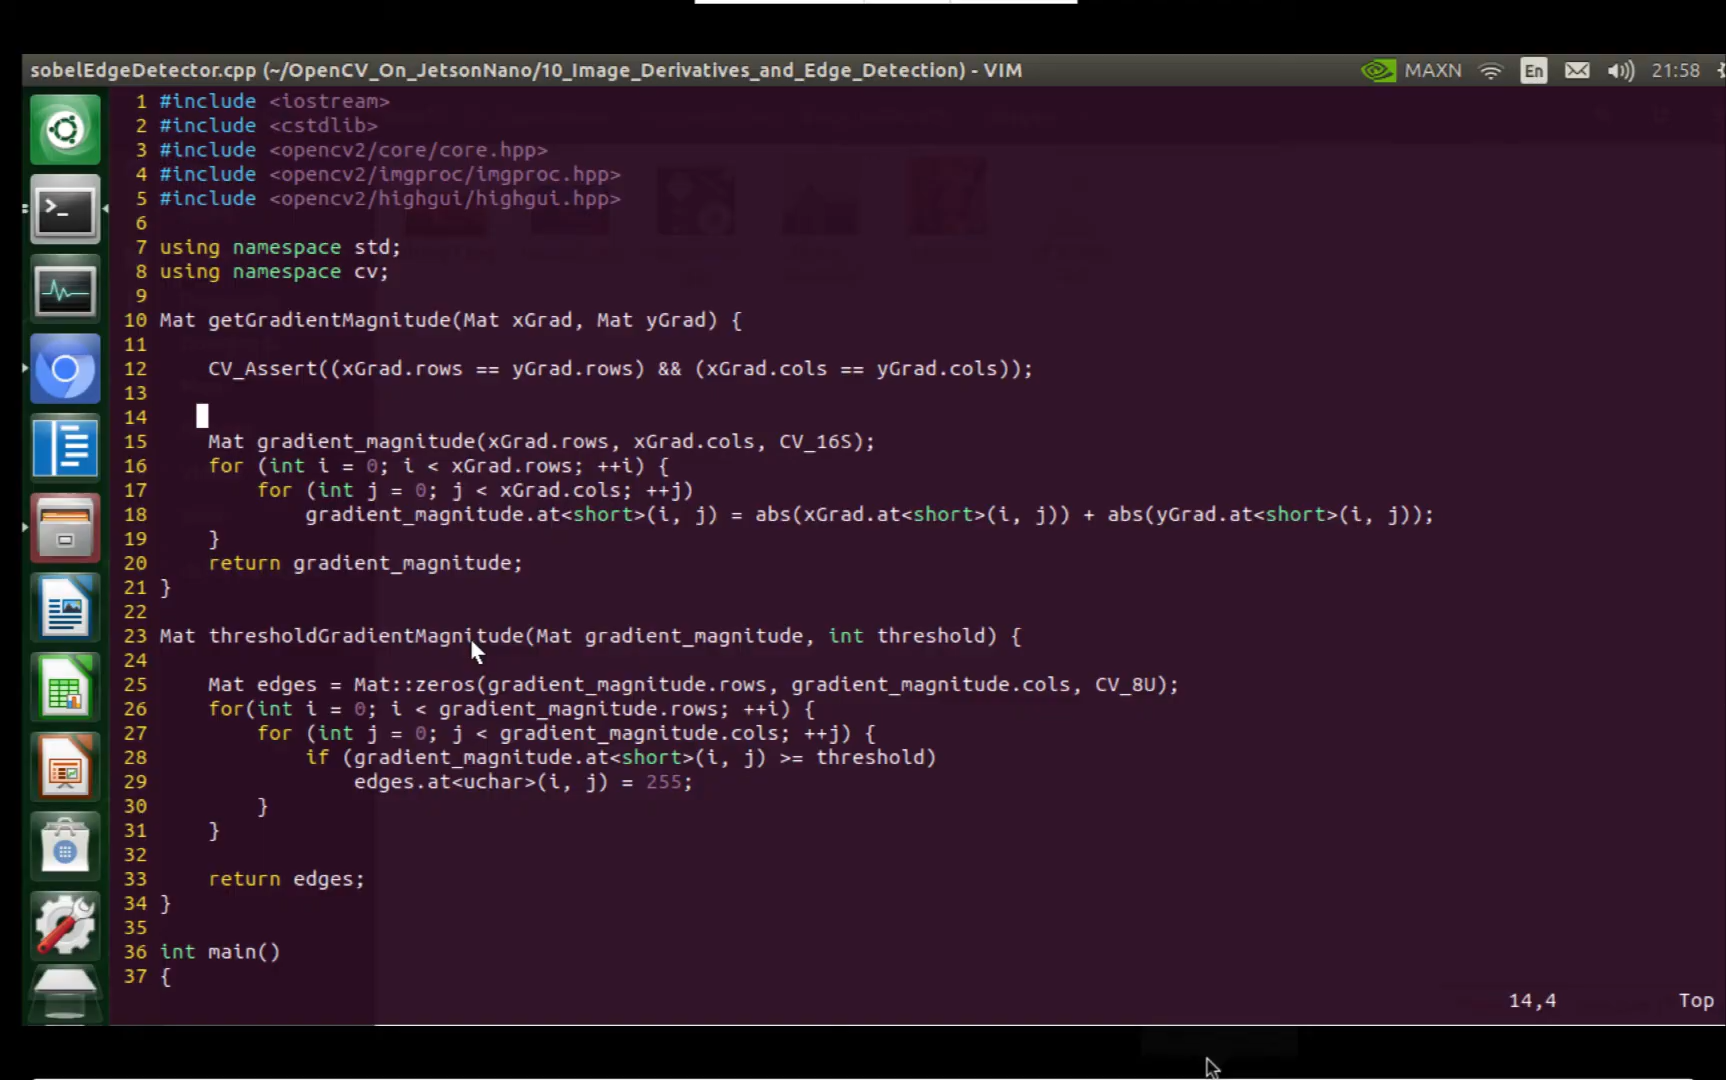 sobelEdgeDetector.cpp (~/OpenCV_On_JetsonNano/10_Image_Derivatives_and_Edge_Detection) - VIM MAXN En 21:58
1 #include <iostream>
2 #include <cstdlib>
3 #include <opencv2/core/core.hpp>
4 #include <opencv2/imgproc/imgproc.hpp>
5 #include <opencv2/highgui/highgui.hpp>
6
7 using namespace std;
8 using namespace cv;
9
10 Mat getGradientMagnitude(Mat xGrad, Mat yGrad) {
11
12     CV_Assert((xGrad.rows == yGrad.rows) && (xGrad.cols == yGrad.cols));
13
14
15     Mat gradient_magnitude(xGrad.rows, xGrad.cols, CV_16S);
16     for (int i = 0; i < xGrad.rows; ++i) {
17         for (int j = 0; j < xGrad.cols; ++j)
18             gradient_magnitude.at<short>(i, j) = abs(xGrad.at<short>(i, j)) + abs(yGrad.at<short>(i, j));
19     }
20     return gradient_magnitude;
21 }
22
23 Mat thresholdGradientMagnitude(Mat gradient_magnitude, int threshold) {
24
25     Mat edges = Mat::zeros(gradient_magnitude.rows, gradient_magnitude.cols, CV_8U);
26     for(int i = 0; i < gradient_magnitude.rows; ++i) {
27         for (int j = 0; j < gradient_magnitude.cols; ++j) {
28             if (gradient_magnitude.at<short>(i, j) >= threshold)
29                 edges.at<uchar>(i, j) = 255;
30         }
31     }
32
33     return edges;
34 }
35
36 int main()
37 {
14,4 Top